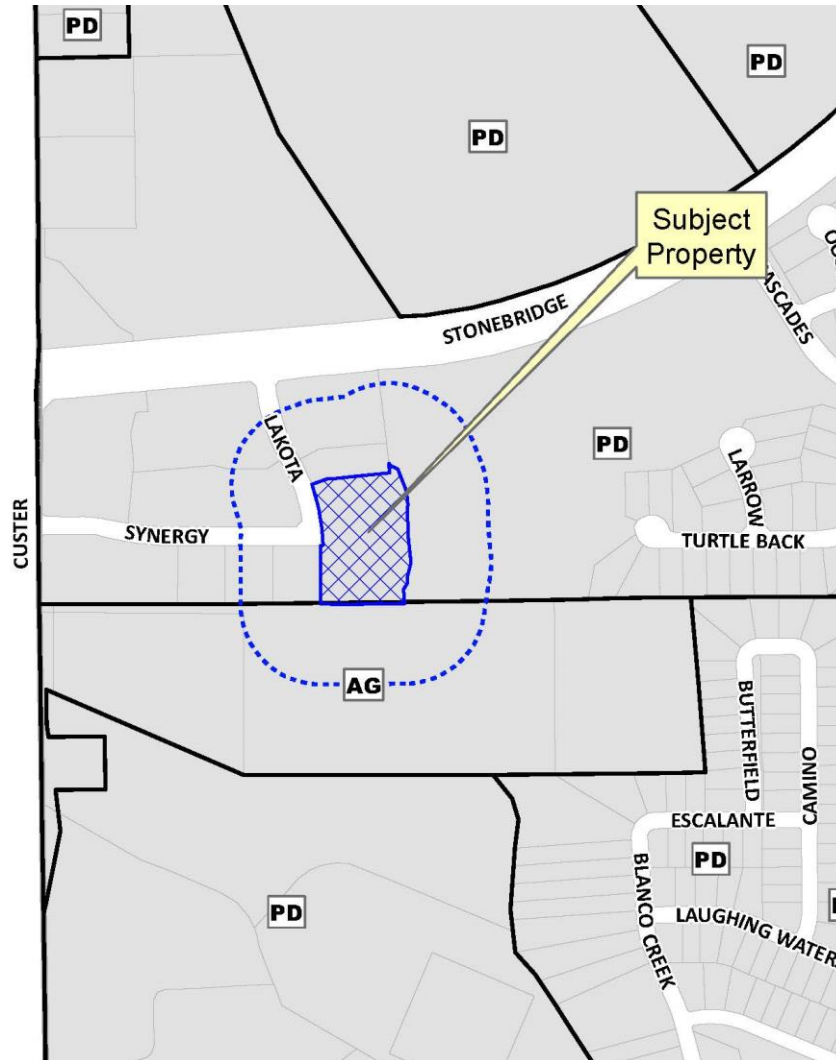 PD
PD
PD
Subject
Property
STONEBRIDGE
ASCADES
LAKOTA
PD
LARROW
SYNERGY
TURTLE BACK
CUSTER
AG
BUTTERFIELD
CAMINO
ESCALANTE
PD
BLANCO CREEK
PD
LAUGHING WATER